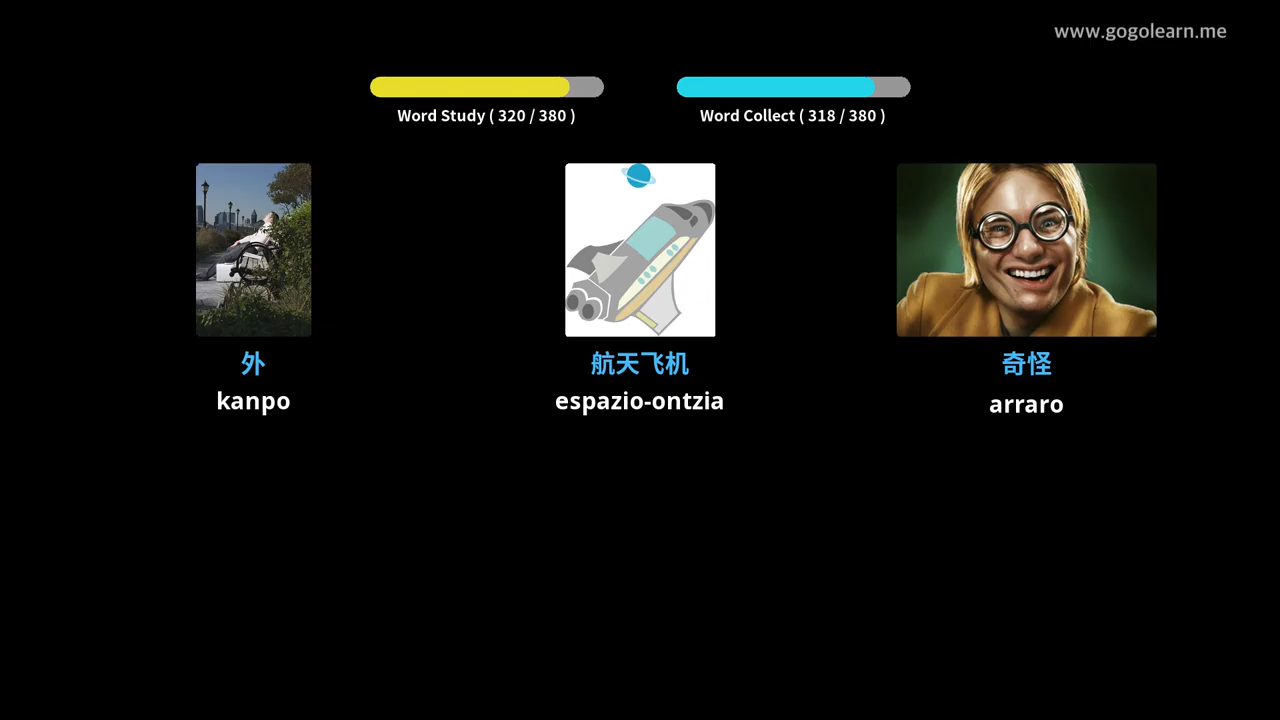 www.gogolearn.me
Word Study ( 320 / 380 )
Word Collect ( 318 / 380 )
外
kanpo
航天飞机
espazio-ontzia
奇怪
arraro